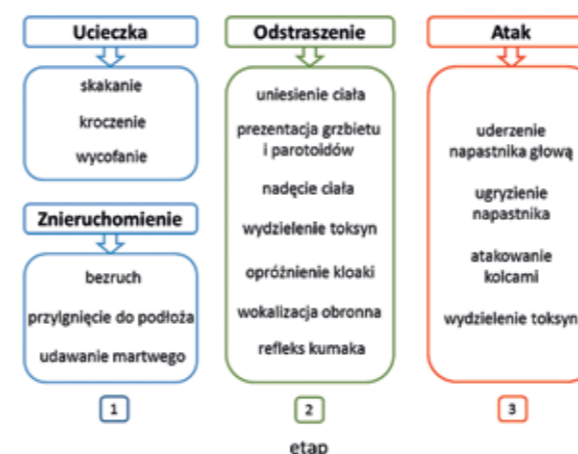 Ucieczka
skakanie
kroczenie
wycofanie
Znieruchomienie
bezruch
przylgnięcie do podłoża
udawanie martwego
1
Odstraszenie
uniesienie ciała
prezentacja grzbietu
i parotoidów
nadęcie ciała
wydzielenie toksyn
opróżnienie kloaki
wokalizacja obronna
refleks kumaka
2
Atak
uderzenie
napastnika głową
ugryzienie
napastnika
atakowanie
kolcami
wydzielenie toksyn
3
etap